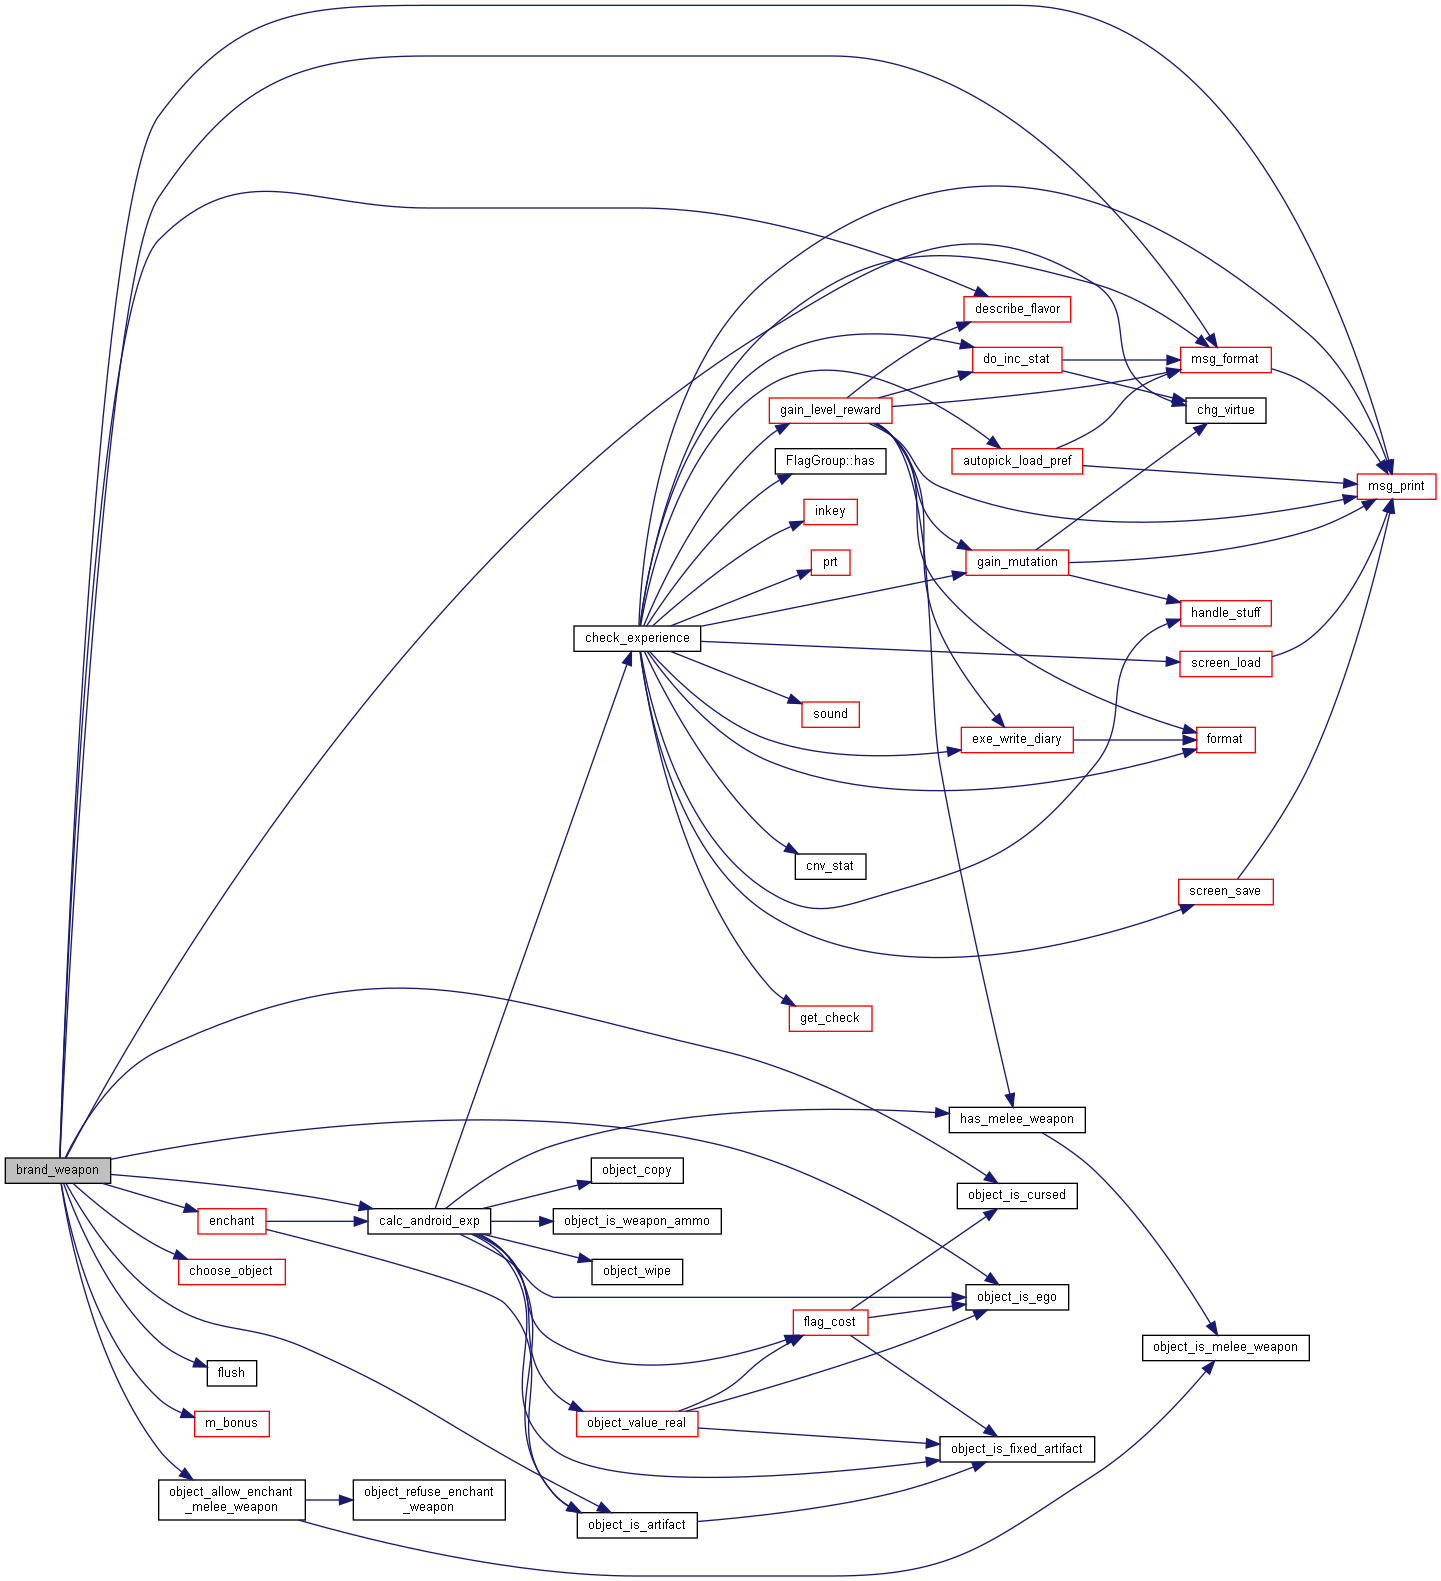 describe_flavor
do_inc_stat
msg_format
gain_level_reward
chg_virtue
FlagGroup::has
autopick_load_pref
msg_print
inkey
prt
gain_mutation
handle_stuff
check_experience
screen_load
sound
exe_write_diary
format
cnv_stat
screen_save
get_check
has_melee_weapon
brand_weapon
object_copy
object_is_cursed
enchant
calc_android_exp
object_is_weapon_ammo
choose_object
object_wipe
object_is_ego
flag_cost
object_is_melee_weapon
flush
m_bonus
object_value_real
object_is_fixed_artifact
object_allow_enchant
_melee_weapon
object_refuse_enchant
_weapon
object_is_artifact